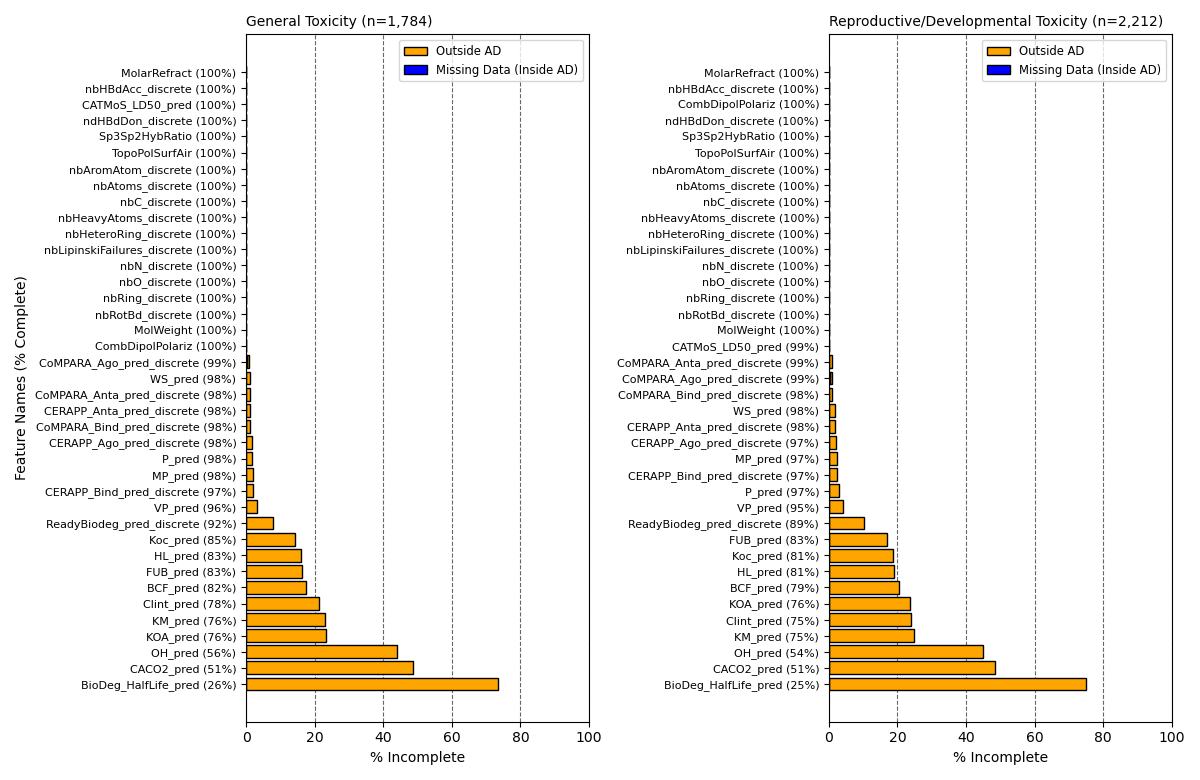 General Toxicity (n=1,784)
Outside AD
Missing Data (Inside AD)
Feature Names (% Complete)
MolarRefract (100%)
nbHBdAcc_discrete (100%)
CATMoS_LD50_pred (100%)
ndHBdDon_discrete (100%)
Sp3Sp2HybRatio (100%)
TopoPolSurfAir (100%)
nbAromAtom_discrete (100%)
nbAtoms_discrete (100%)
nbC_discrete (100%)
nbHeavyAtoms_discrete (100%)
nbHeteroRing_discrete (100%)
nbLipinskiFailures_discrete (100%)
nbN_discrete (100%)
nbO_discrete (100%)
nbRing_discrete (100%)
nbRotBd_discrete (100%)
MolWeight (100%)
CombDipolPolariz (100%)
CoMPARA_Ago_pred_discrete (99%)
WS_pred (98%)
CoMPARA_Anta_pred_discrete (98%)
CERAPP_Anta_pred_discrete (98%)
CoMPARA_Bind_pred_discrete (98%)
CERAPP_Ago_pred_discrete (98%)
P_pred (98%)
MP_pred (98%)
CERAPP_Bind_pred_discrete (97%)
VP_pred (96%)
ReadyBiodeg_pred_discrete (92%)
Koc_pred (85%)
HL_pred (83%)
FUB_pred (83%)
BCF_pred (82%)
Clint_pred (78%)
KM_pred (76%)
KOA_pred (76%)
OH_pred (56%)
CACO2_pred (51%)
BioDeg_HalfLife_pred (26%)
0 20 40 60 80 100
% Incomplete
Reproductive/Developmental Toxicity (n=2,212)
Outside AD
Missing Data (Inside AD)
MolarRefract (100%)
nbHBdAcc_discrete (100%)
CombDipolPolariz (100%)
ndHBdDon_discrete (100%)
Sp3Sp2HybRatio (100%)
TopoPolSurfAir (100%)
nbAromAtom_discrete (100%)
nbAtoms_discrete (100%)
nbC_discrete (100%)
nbHeavyAtoms_discrete (100%)
nbHeteroRing_discrete (100%)
nbLipinskiFailures_discrete (100%)
nbN_discrete (100%)
nbO_discrete (100%)
nbRing_discrete (100%)
nbRotBd_discrete (100%)
MolWeight (100%)
CATMoS_LD50_pred (99%)
CoMPARA_Anta_pred_discrete (99%)
CoMPARA_Ago_pred_discrete (99%)
CoMPARA_Bind_pred_discrete (98%)
WS_pred (98%)
CERAPP_Anta_pred_discrete (98%)
CERAPP_Ago_pred_discrete (97%)
MP_pred (97%)
CERAPP_Bind_pred_discrete (97%)
P_pred (97%)
VP_pred (95%)
ReadyBiodeg_pred_discrete (89%)
FUB_pred (83%)
Koc_pred (81%)
HL_pred (81%)
BCF_pred (79%)
KOA_pred (76%)
Clint_pred (75%)
KM_pred (75%)
OH_pred (54%)
CACO2_pred (51%)
BioDeg_HalfLife_pred (25%)
0 20 40 60 80 100
% Incomplete